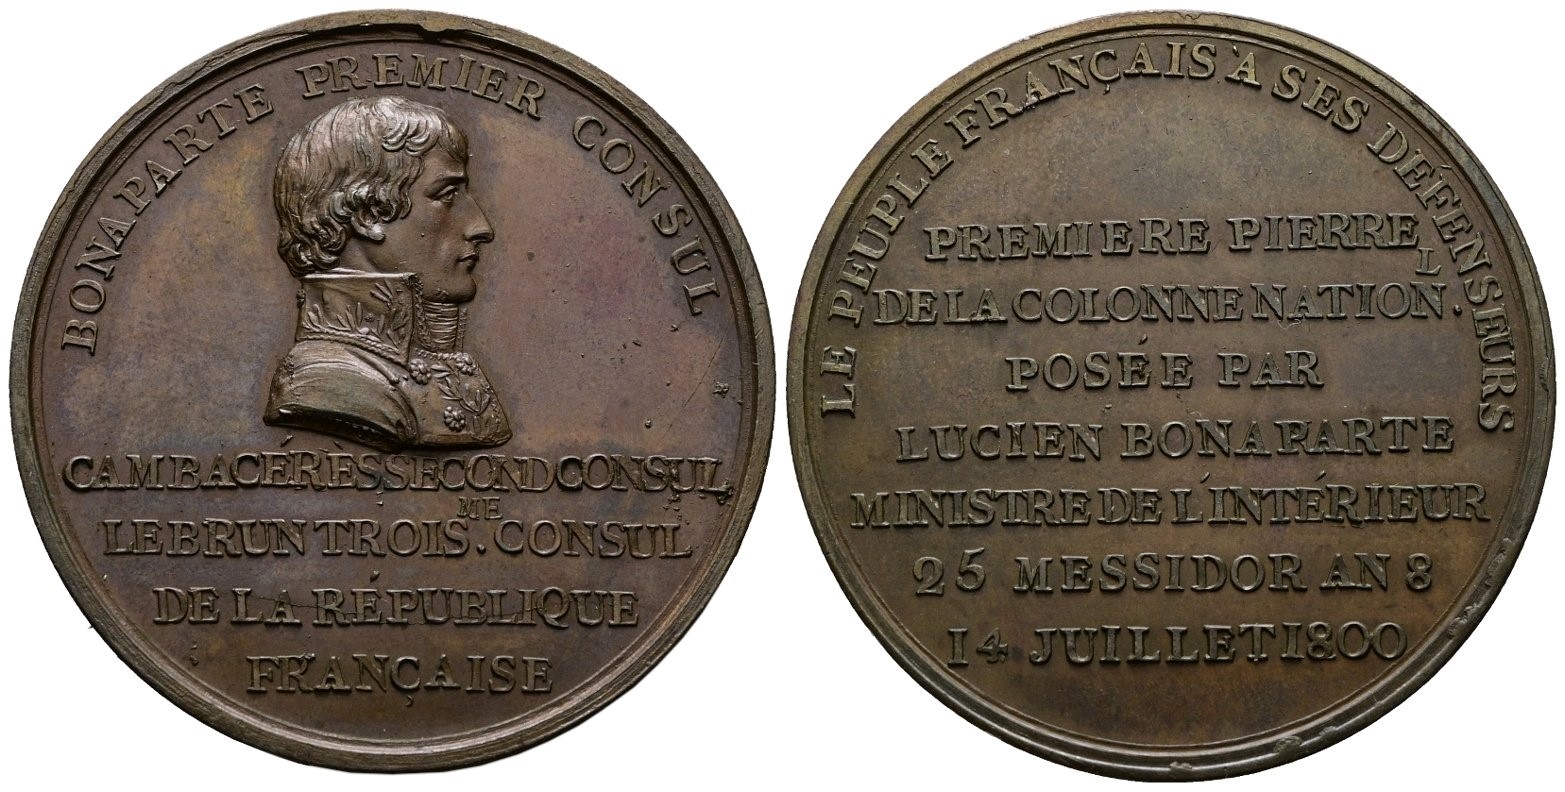 BONAPARTE PREMIER CONSUL
CAMBACÉRÈS SECOND CONSUL
LEBRUN TROIS.ME CONSUL
DE LA RÉPUBLIQUE
FRANÇAISE
LE PEUPLE FRANÇAIS À SES DÉFENSEURS
PREMIERE PIERRE
DE LA COLONNE NATION.L
POSÉE PAR
LUCIEN BONAPARTE
MINISTRE DE L'INTÉRIEUR
25 MESSIDOR AN 8
14 JUILLET 1800